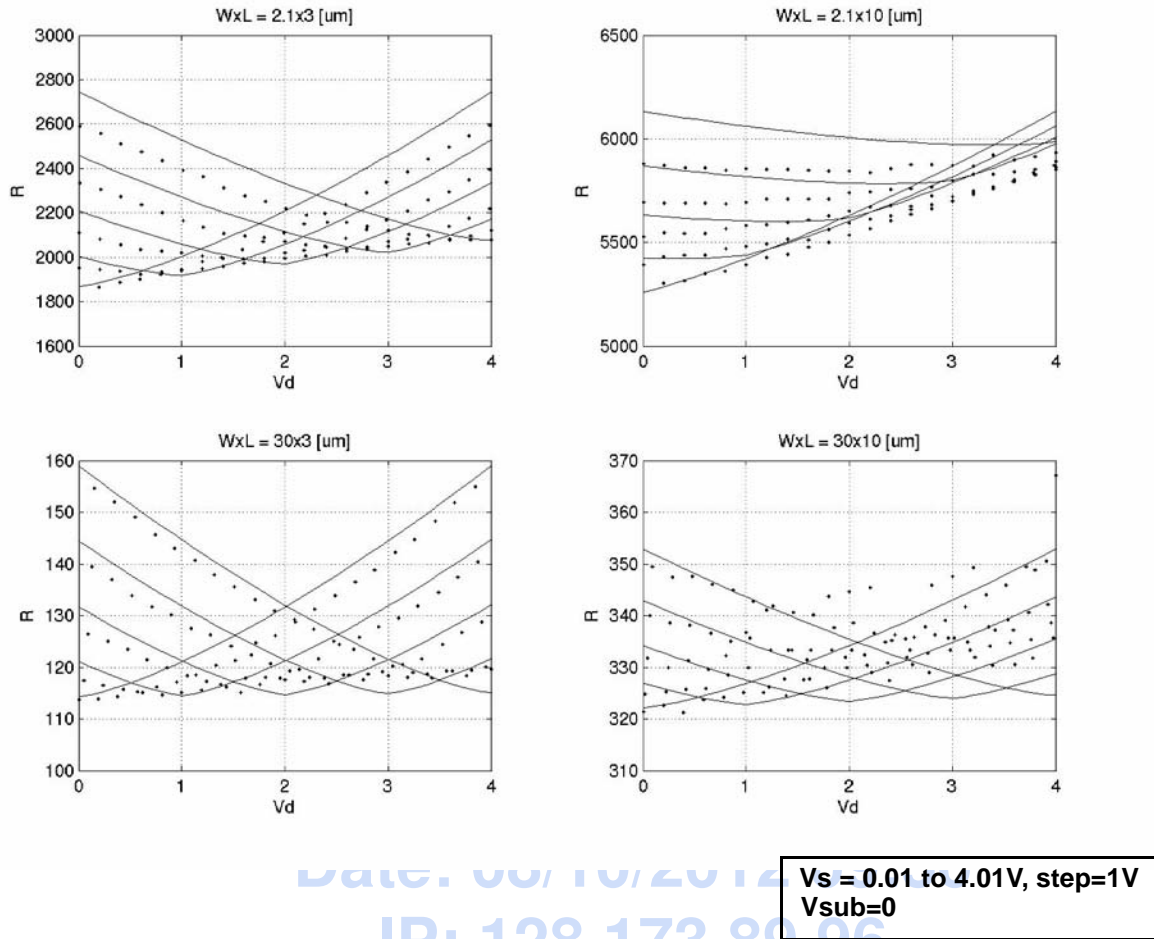 WxL = 2.1x3 [um]
3000
2800
2600
2400
2200
2000
1800
1600
R
0 1 2 3 4
Vd
WxL = 2.1x10 [um]
6500
6000
5500
5000
R
0 1 2 3 4
Vd
WxL = 30x3 [um]
160
150
140
130
120
110
100
R
0 1 2 3 4
Vd
WxL = 30x10 [um]
370
360
350
340
330
320
310
R
0 1 2 3 4
Vd
Vs = 0.01 to 4.01V, step=1V
Vsub=0